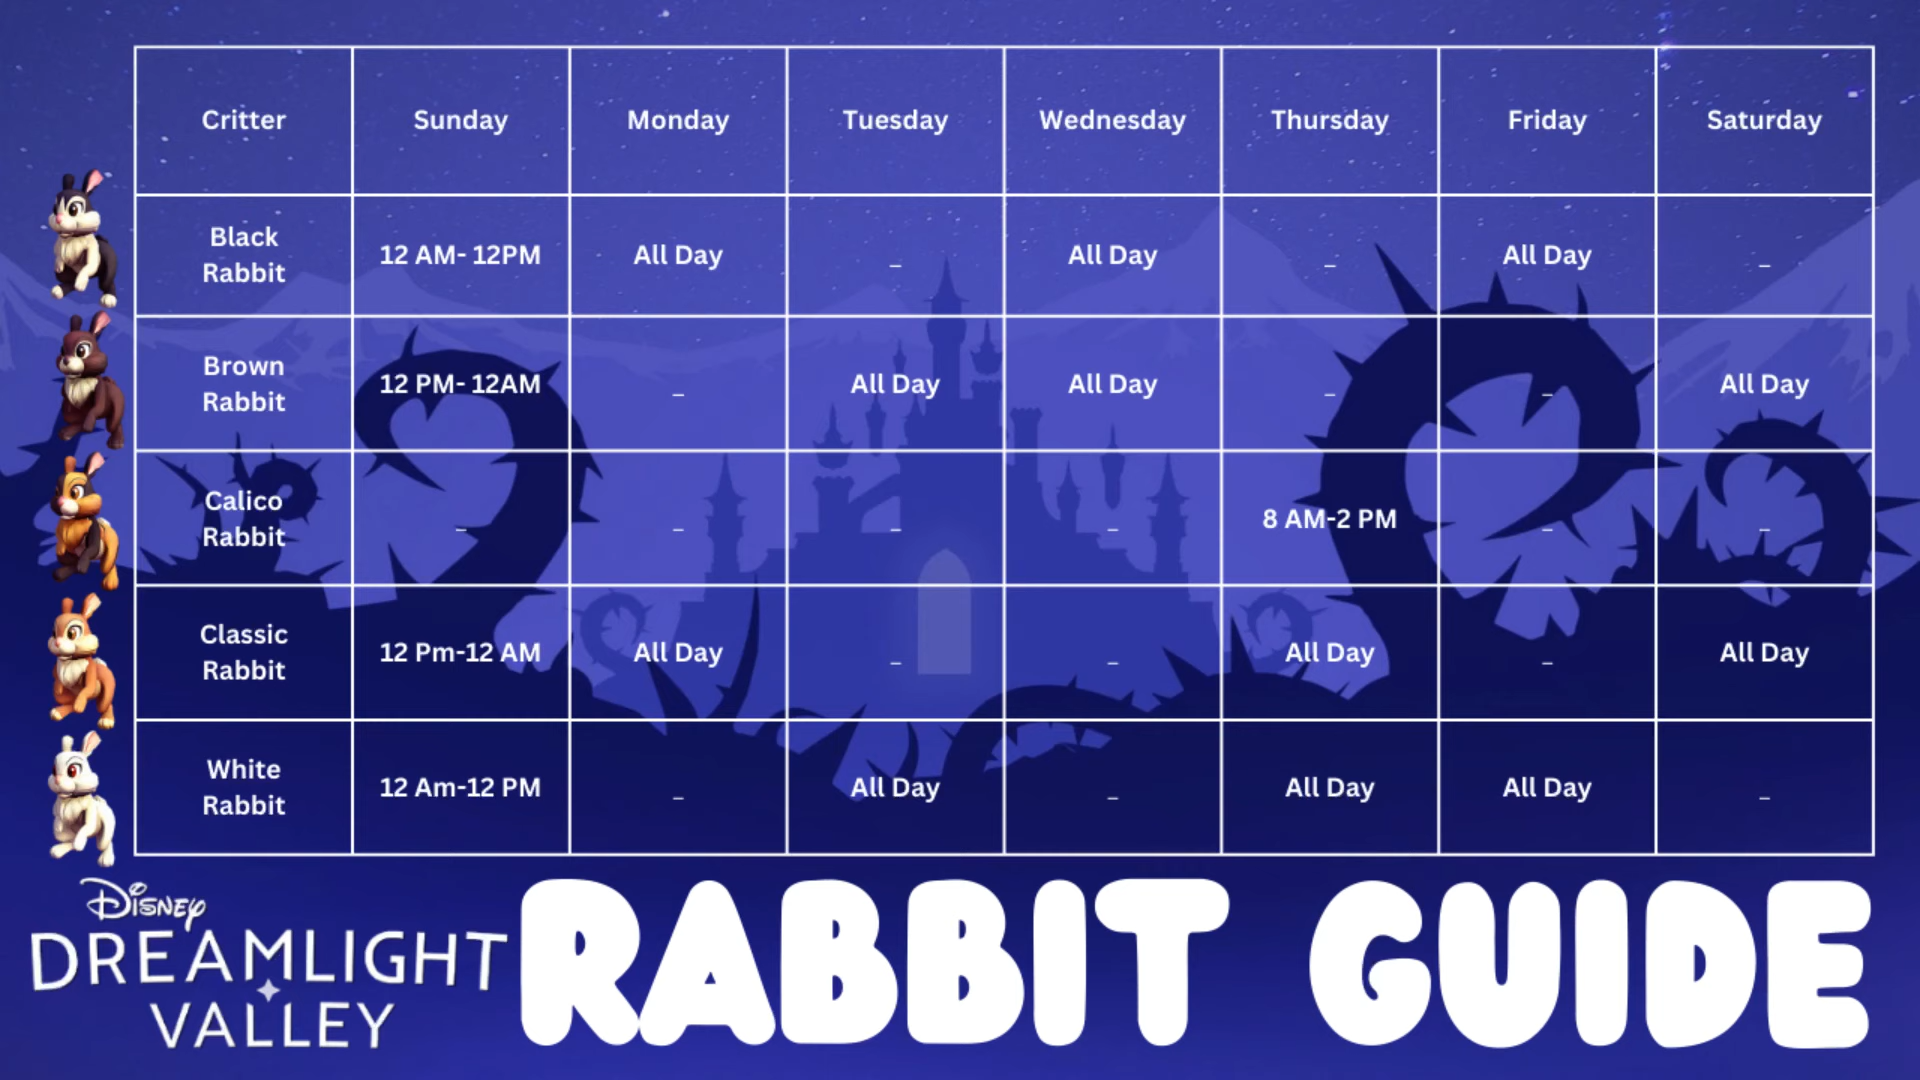 Critter Sunday Monday Tuesday Wednesday Thursday Friday Saturday
Black
Rabbit
12 AM- 12PM All Day _ All Day _ All Day _
Brown
Rabbit
12 PM- 12AM _ All Day All Day _ _ All Day
Calico
Rabbit
_ _ _ _ 8 AM-2 PM _ _
Classic
Rabbit
12 Pm-12 AM All Day _ _ All Day _ All Day
White
Rabbit
12 Am-12 PM _ All Day _ All Day All Day _
Disney
DREAMLIGHT
VALLEY
RABBIT GUIDE